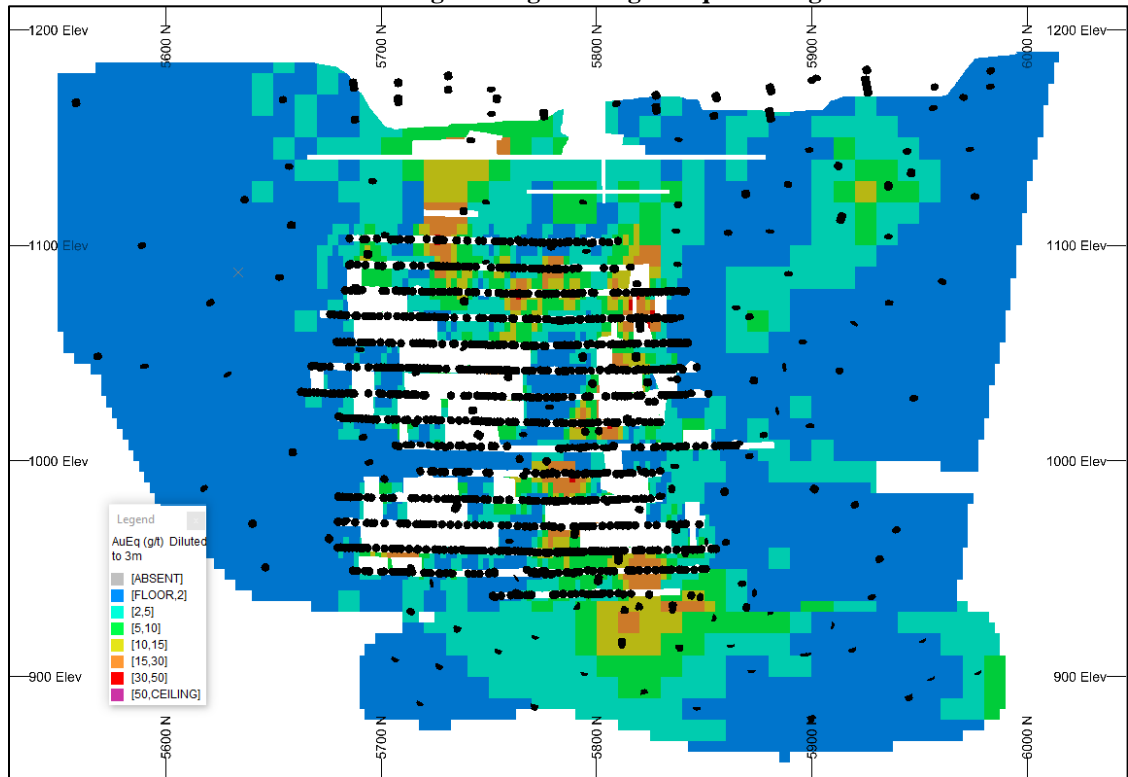 1200 Elev
1200 Elev
5600 N
5700 N
5800 N
5900 N
6000 N
1100 Elev
1100 Elev
1000 Elev
1000 Elev
Legend
AuEq (g/t) Diluted
to 3m
[ABSENT]
[FLOOR,2]
[2,5]
[5,10]
[10,15]
[15,30]
[30,50]
[50,CEILING]
900 Elev
900 Elev
5600 N
5700 N
5800 N
5900 N
6000 N